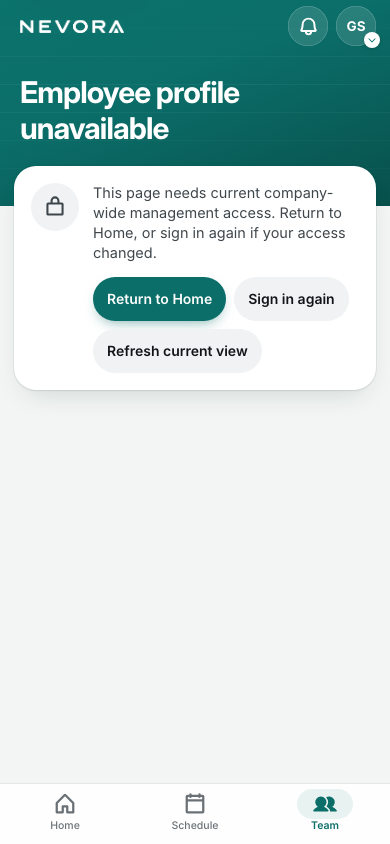 NEVORA
GS
Employee profile
unavailable
This page needs current company-
wide management access. Return to
Home, or sign in again if your access
changed.
Return to Home
Sign in again
Refresh current view
Home
Schedule
Team